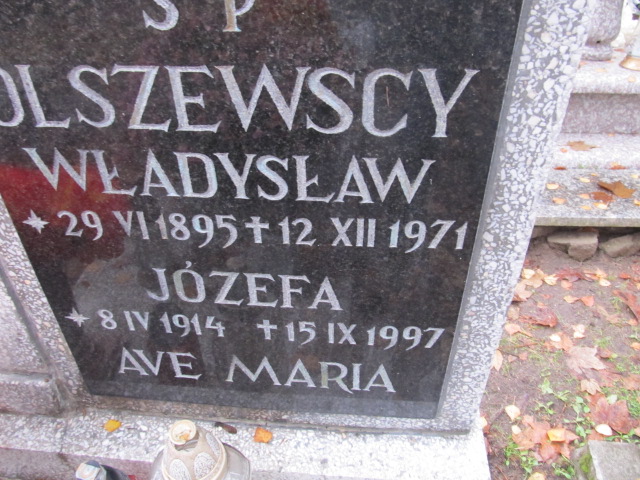 Ś P
OLSZEWSCY
WŁADYSŁAW
* 29 VI 1895 + 12 XII 1971
JÓZEFA
* 8 IV 1914 + 15 IX 1997
AVE MARIA